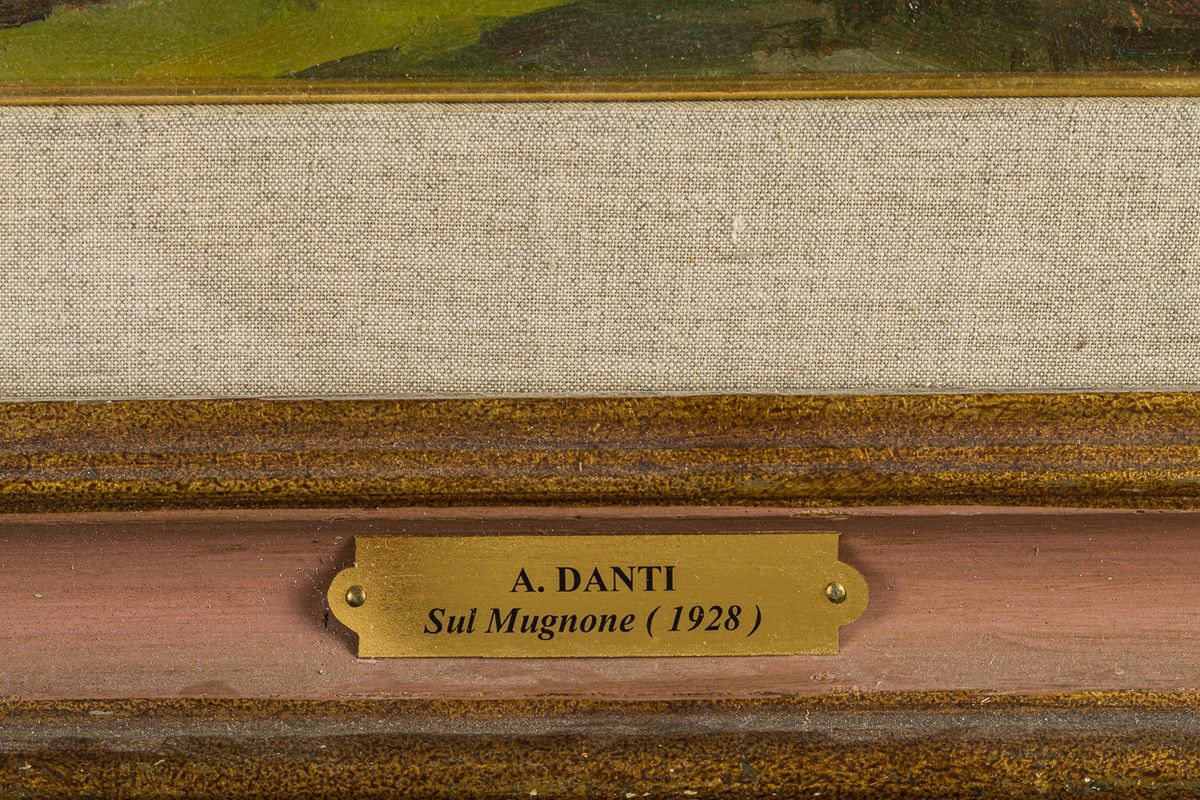 A. DANTI
Sul Mugnone ( 1928 )